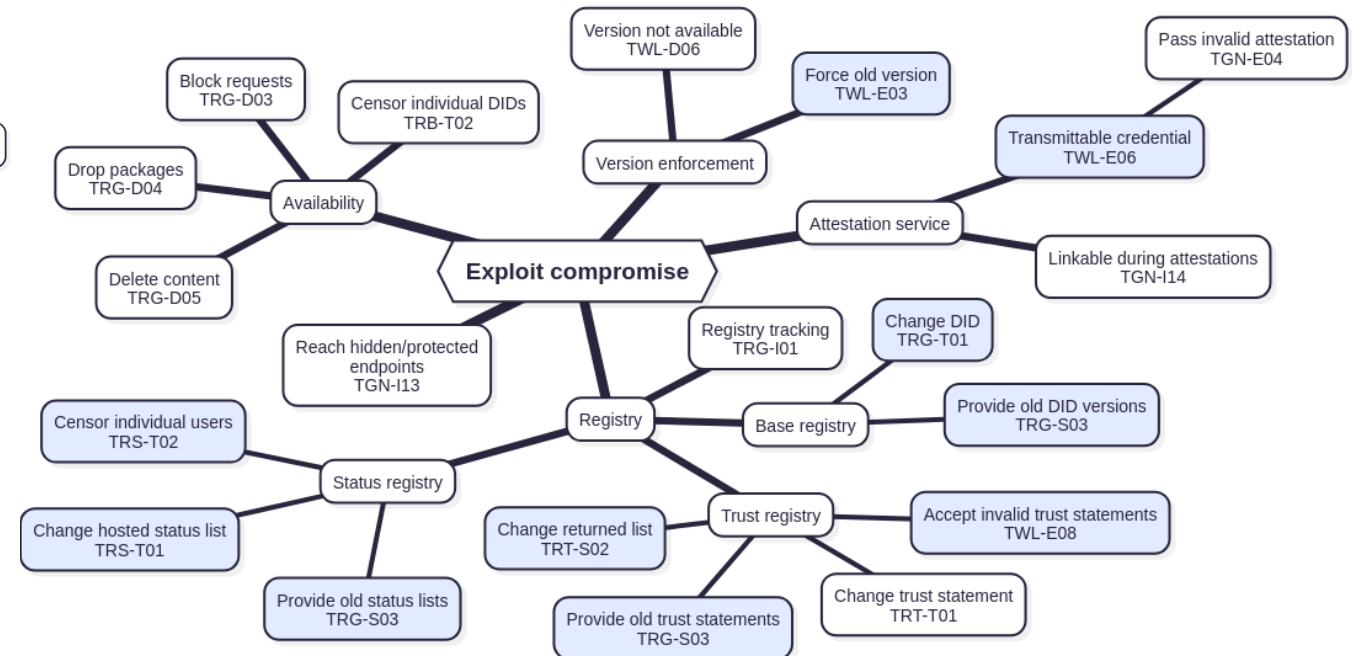 Version not available
TWL-D06
Pass invalid attestation
TGN-E04
Block requests
TRG-D03
Force old version
TWL-E03
Censor individual DIDs
TRB-T02
Transmittable credential
TWL-E06
Version enforcement
Drop packages
TRG-D04
Availability
Attestation service
Exploit compromise
Linkable during attestations
TGN-I14
Delete content
TRG-D05
Registry tracking
TRG-I01
Change DID
TRG-T01
Reach hidden/protected
endpoints
TGN-I13
Provide old DID versions
TRG-S03
Censor individual users
TRS-T02
Registry
Base registry
Status registry
Trust registry
Accept invalid trust statements
TWL-E08
Change hosted status list
TRS-T01
Change returned list
TRT-S02
Provide old status lists
TRG-S03
Change trust statement
TRT-T01
Provide old trust statements
TRG-S03